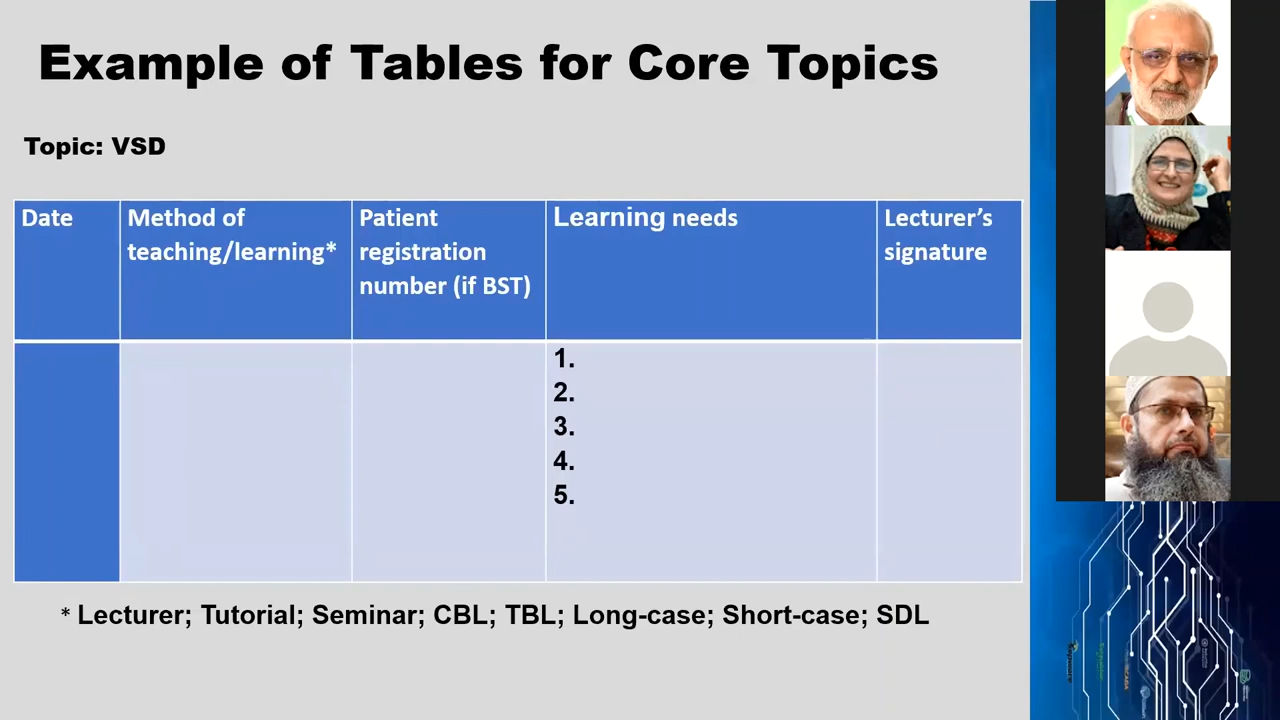 Example of Tables for Core Topics
Topic: VSD
Date
Method of
teaching/learning*
Patient
registration
number (if BST)
Learning needs
Lecturer’s
signature
1.
2.
3.
4.
5.
* Lecturer; Tutorial; Seminar; CBL; TBL; Long-case; Short-case; SDL